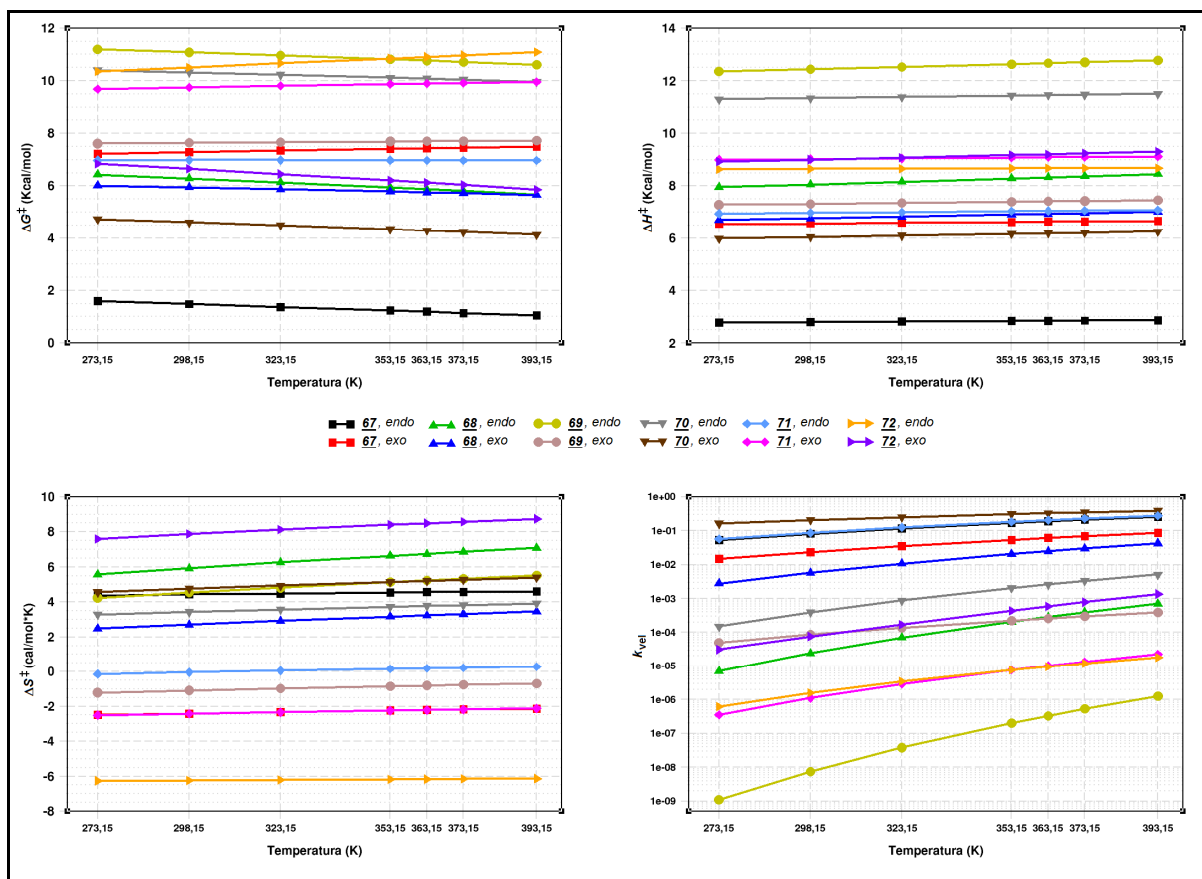 12
10
8
6
4
2
0
ΔG‡ (Kcal/mol)
273,15 298,15 323,15 353,15 363,15 373,15 393,15
Temperatura (K)
14
12
10
8
6
4
2
ΔH‡ (Kcal/mol)
273,15 298,15 323,15 353,15 363,15 373,15 393,15
Temperatura (K)
67, endo 68, endo 69, endo 70, endo 71, endo 72, endo
67, exo 68, exo 69, exo 70, exo 71, exo 72, exo
10
8
6
4
2
0
-2
-4
-6
-8
ΔS‡ (cal/mol*K)
273,15 298,15 323,15 353,15 363,15 373,15 393,15
Temperatura (K)
1e+00
1e-01
1e-02
1e-03
1e-04
1e-05
1e-06
1e-07
1e-08
1e-09
kvel
273,15 298,15 323,15 353,15 363,15 373,15 393,15
Temperatura (K)